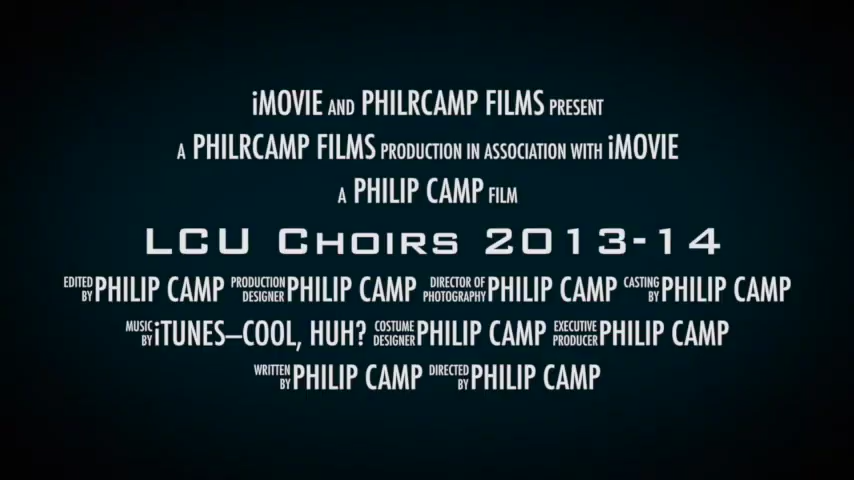 iMOVIE AND PHILRCAMP FILMS PRESENT
A PHILRCAMP FILMS PRODUCTION IN ASSOCIATION WITH iMOVIE
A PHILIP CAMP FILM
LCU CHOIRS 2013-14
EDITED BY PHILIP CAMP PRODUCTION DESIGNER PHILIP CAMP DIRECTOR OF PHOTOGRAPHY PHILIP CAMP CASTING BY PHILIP CAMP
MUSIC BY iTUNES–COOL, HUH? COSTUME DESIGNER PHILIP CAMP EXECUTIVE PRODUCER PHILIP CAMP
WRITTEN BY PHILIP CAMP DIRECTED BY PHILIP CAMP